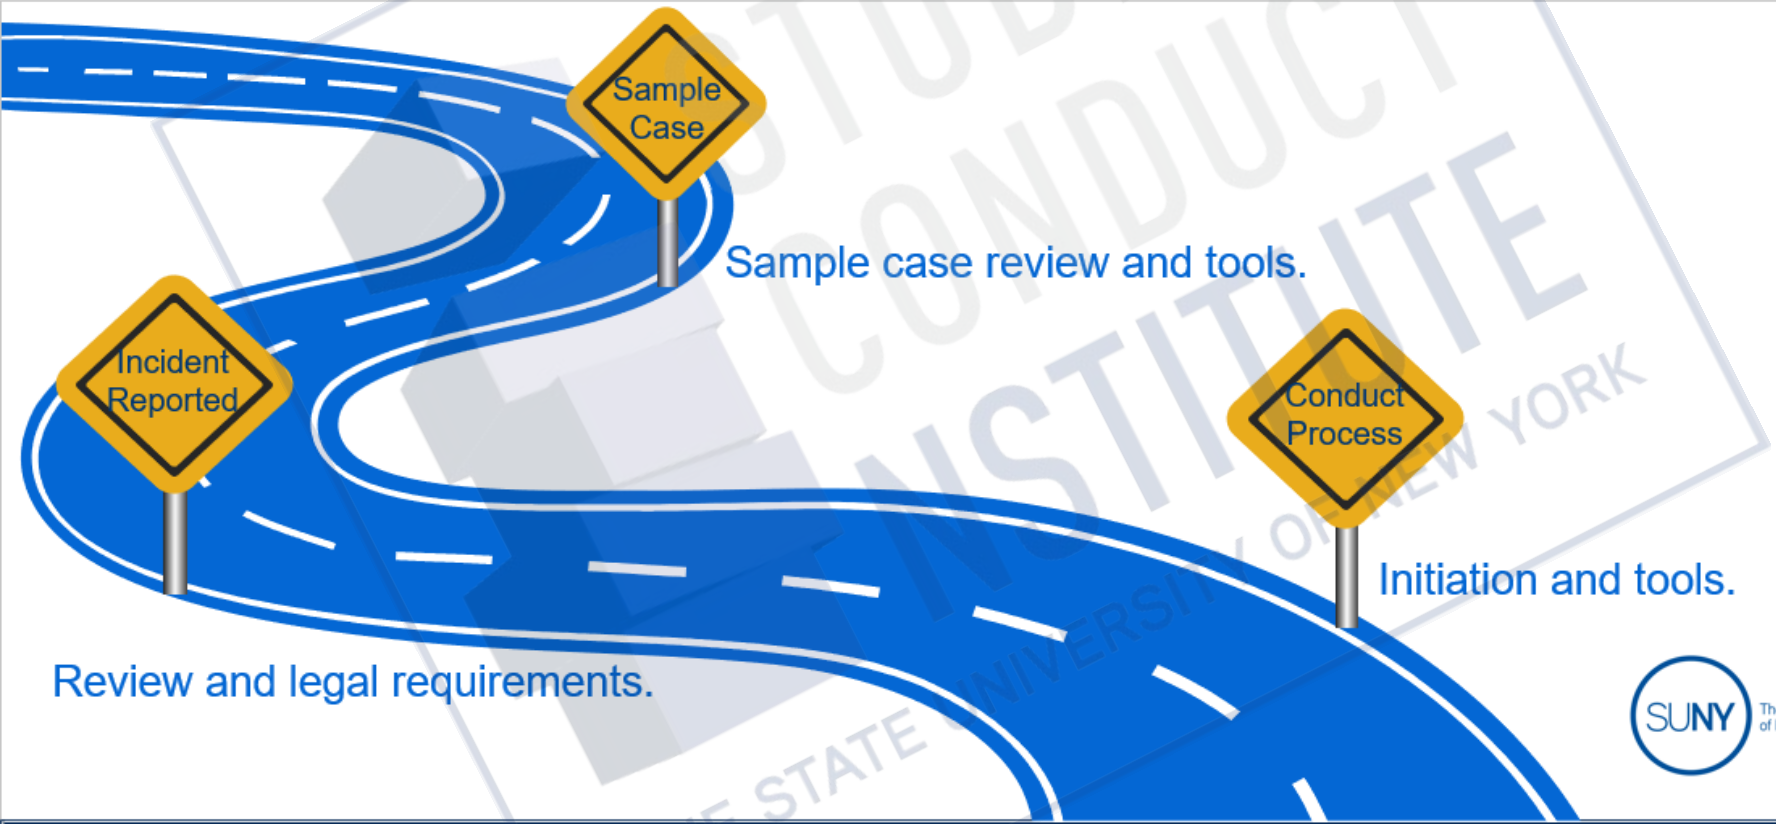 Sample
Case
Sample case review and tools.
Incident
Reported
Conduct
Process
Initiation and tools.
Review and legal requirements.
CONDUCT
INSTITUTE
STATE UNIVERSITY OF NEW YORK
SUNY